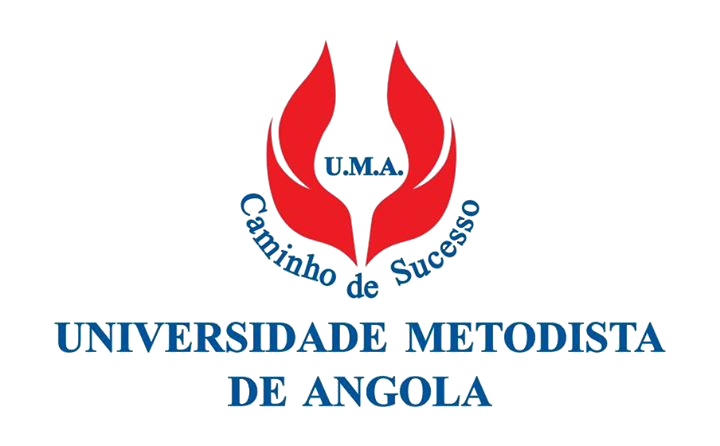 U.M.A.
Caminho de Sucesso
UNIVERSIDADE METODISTA
DE ANGOLA